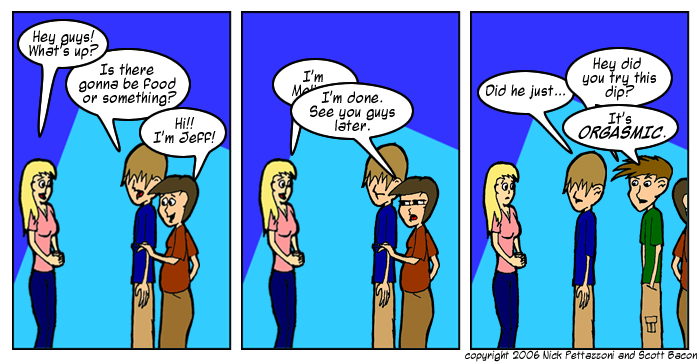 Hey guys!
What's up?
Is there
gonna be food
or something?
Hi!!
I'm Jeff!
I'm
I'm done.
See you guys
later.
Did he just...
Hey did
you try this
dip?
It's
ORGASMIC.
copyright 2006 Nick Pettazzoni and Scott Bacon